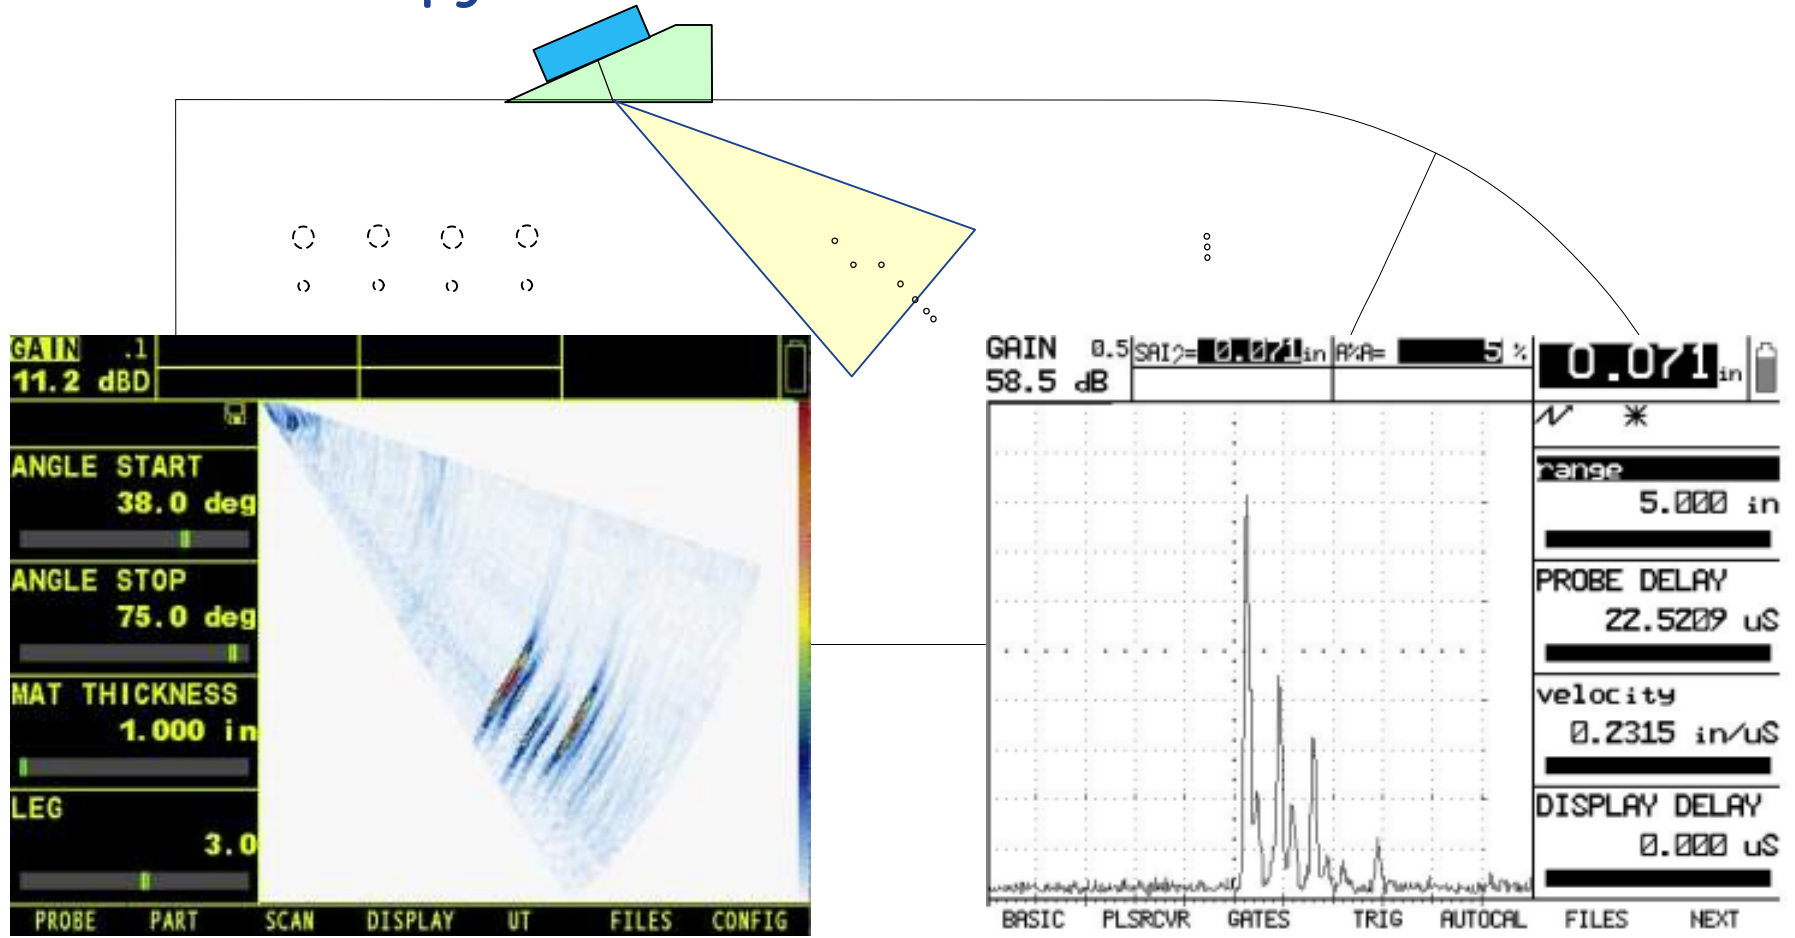 GAIN .1
11.2 dBD
ANGLE START
38.0 deg
ANGLE STOP
75.0 deg
MAT THICKNESS
1.000 in
LEG
3.0
PROBE PART SCAN DISPLAY UT FILES CONFIG
GAIN 0.5
58.5 dB
0.071 in A%A= 5 %
0.071 in
range
5.000 in
PROBE DELAY
22.5209 uS
velocity
0.2315 in/uS
DISPLAY DELAY
0.000 uS
BASIC PLSRCVR GATES TRIG AUTOCAL FILES NEXT